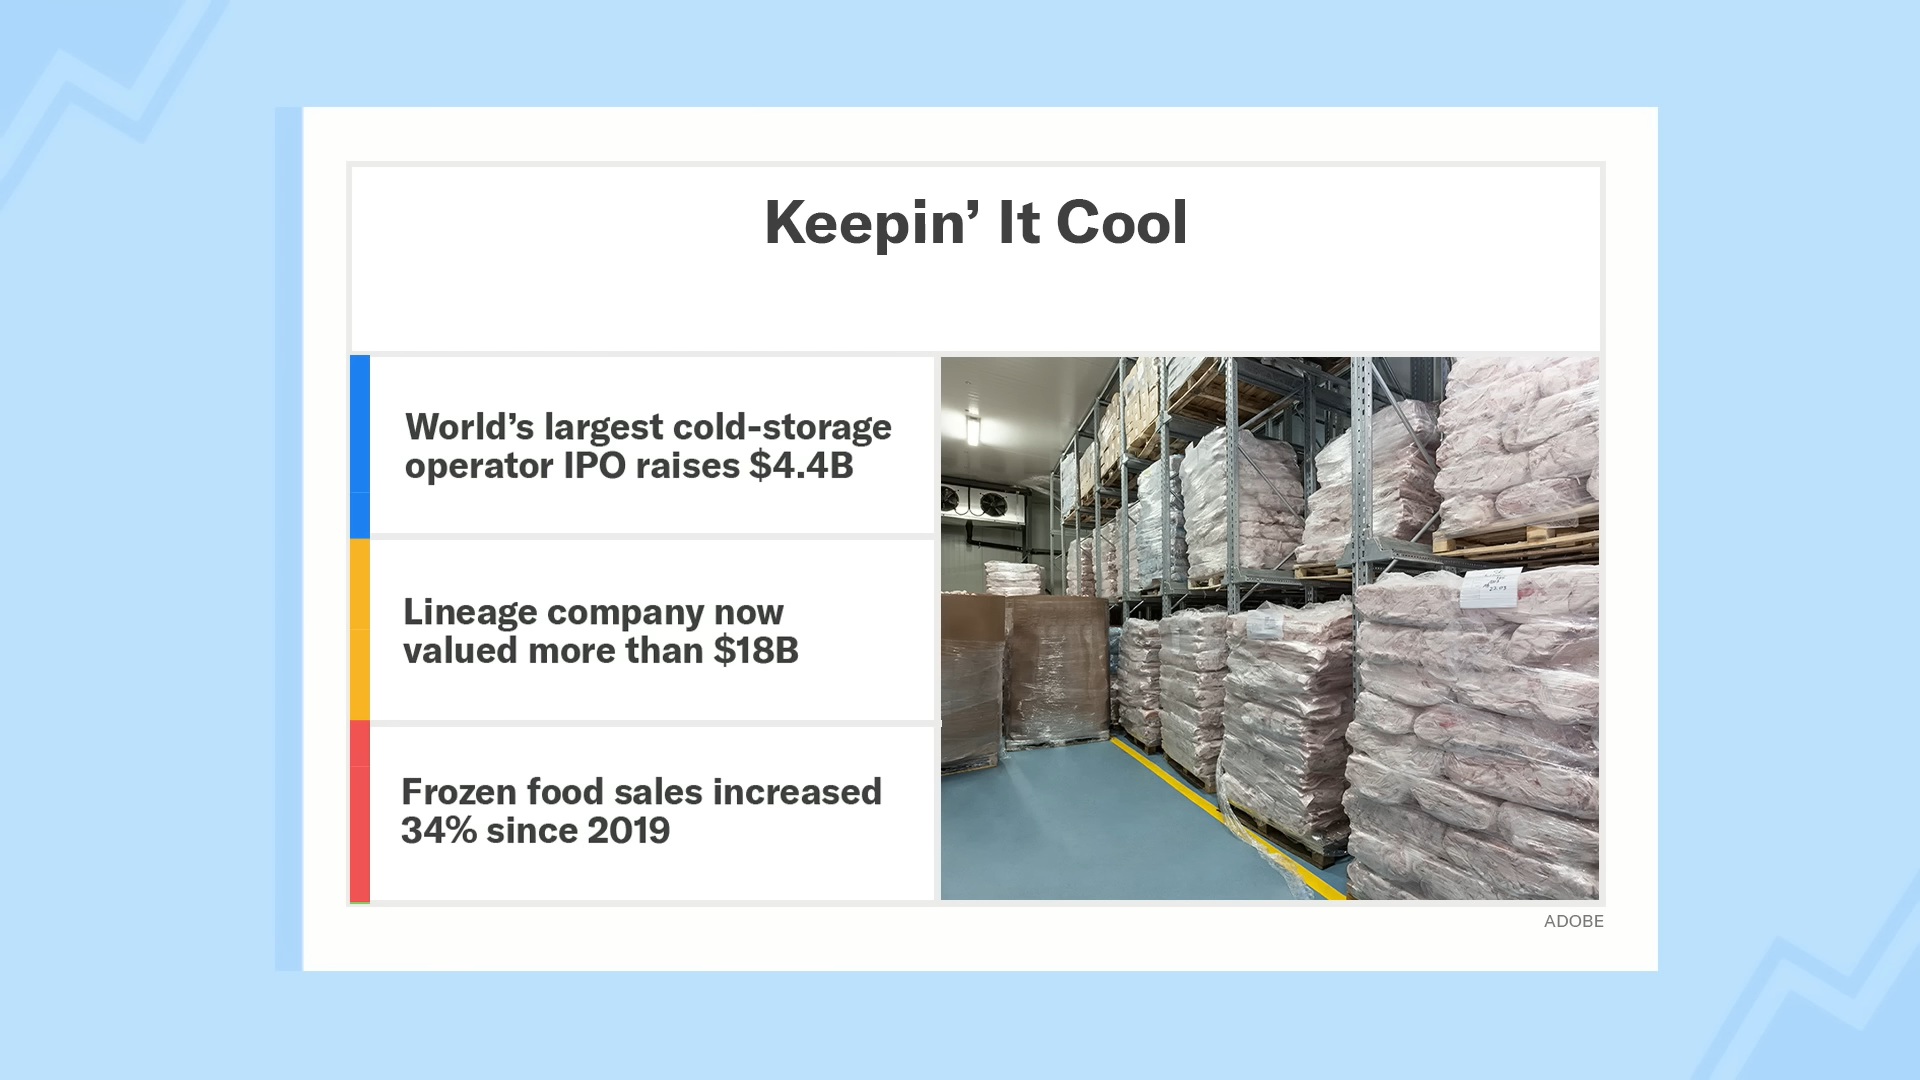 Keepin’ It Cool
World’s largest cold-storage
operator IPO raises $4.4B
Lineage company now
valued more than $18B
Frozen food sales increased
34% since 2019
ADOBE